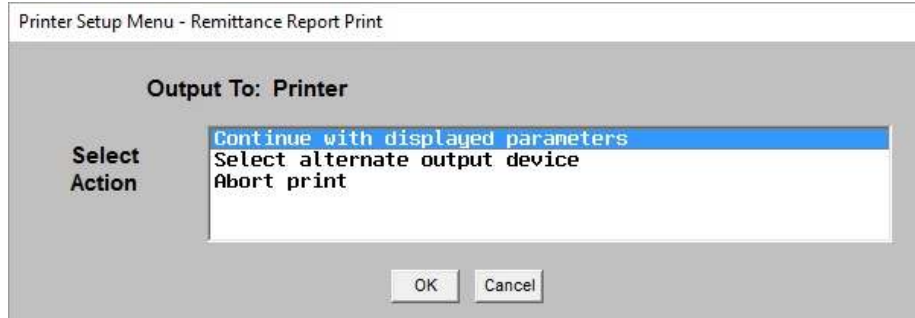 Printer Setup Menu - Remittance Report Print
Output To: Printer
Select
Action
Continue with displayed parameters
Select alternate output device
Abort print
OK
Cancel